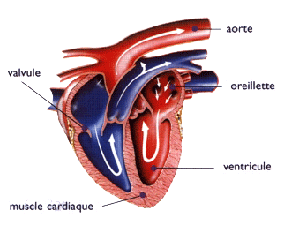 aorte
valvule
oreillette
ventricule
muscle cardiaque